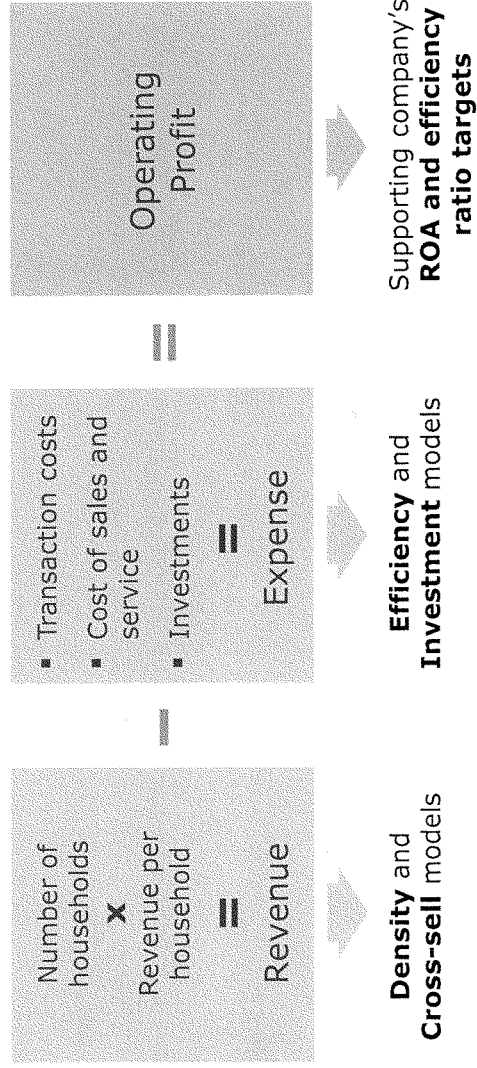 Number of
households
x
Revenue per
household
=
Revenue
Density and
Cross-sell models
–
▪ Transaction costs
▪ Cost of sales and
service
▪ Investments
=
Expense
Efficiency and
Investment models
=
Operating
Profit
Supporting company's
ROA and efficiency
ratio targets